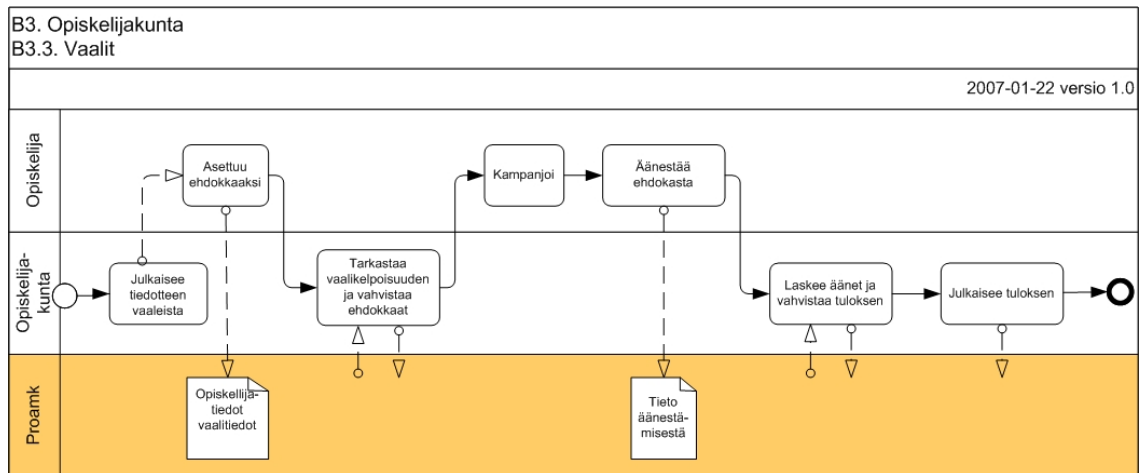 B3. Opiskelijakunta
B3.3. Vaalit
2007-01-22 versio 1.0
Opiskelija
Asettuu
ehdokkaaksi
Kampanjoi
Äänestää
ehdokasta
Opiskelija-
kunta
Julkaisee
tiedotteen
vaaleista
Tarkastaa
vaalikelpoisuuden
ja vahvistaa
ehdokkaat
Laskee äänet ja
vahvistaa tuloksen
Julkaisee tuloksen
Proamk
Opiskellijä-
tiedot
vaalitiedot
Tieto
äänestä-
misestä